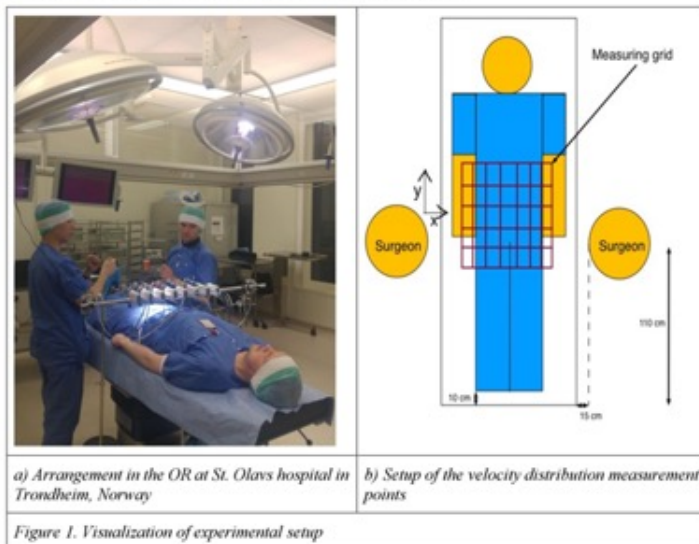 Measuring grid
y
x
Surgeon
Surgeon
110 cm
10 cm
15 cm
a) Arrangement in the OR at St. Olavs hospital in
Trondheim, Norway
b) Setup of the velocity distribution measurement
points
Figure 1. Visualization of experimental setup